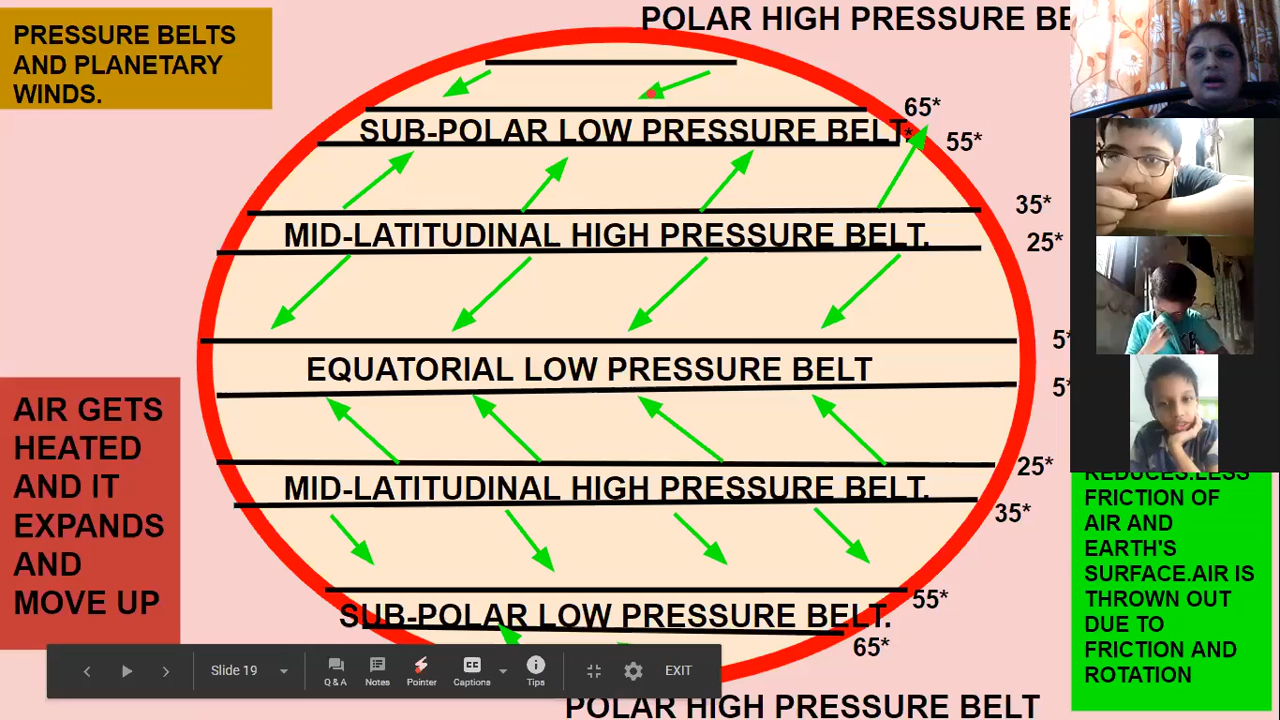 POLAR HIGH PRESSURE BE
PRESSURE BELTS
AND PLANETARY
WINDS.
65*
SUB-POLAR LOW PRESSURE BELT.
55*
35*
MID-LATITUDINAL HIGH PRESSURE BELT.
25*
5*
EQUATORIAL LOW PRESSURE BELT
5*
AIR GETS
HEATED
AND IT
EXPANDS
AND
MOVE UP
25*
MID-LATITUDINAL HIGH PRESSURE BELT.
35*
REDUCES.LESS
FRICTION OF
AIR AND
EARTH'S
SURFACE.AIR IS
THROWN OUT
DUE TO
FRICTION AND
ROTATION
55*
SUB-POLAR LOW PRESSURE BELT.
65*
Slide 19
Q & A
Notes
Pointer
CC
Captions
Tips
EXIT
POLAR HIGH PRESSURE BELT